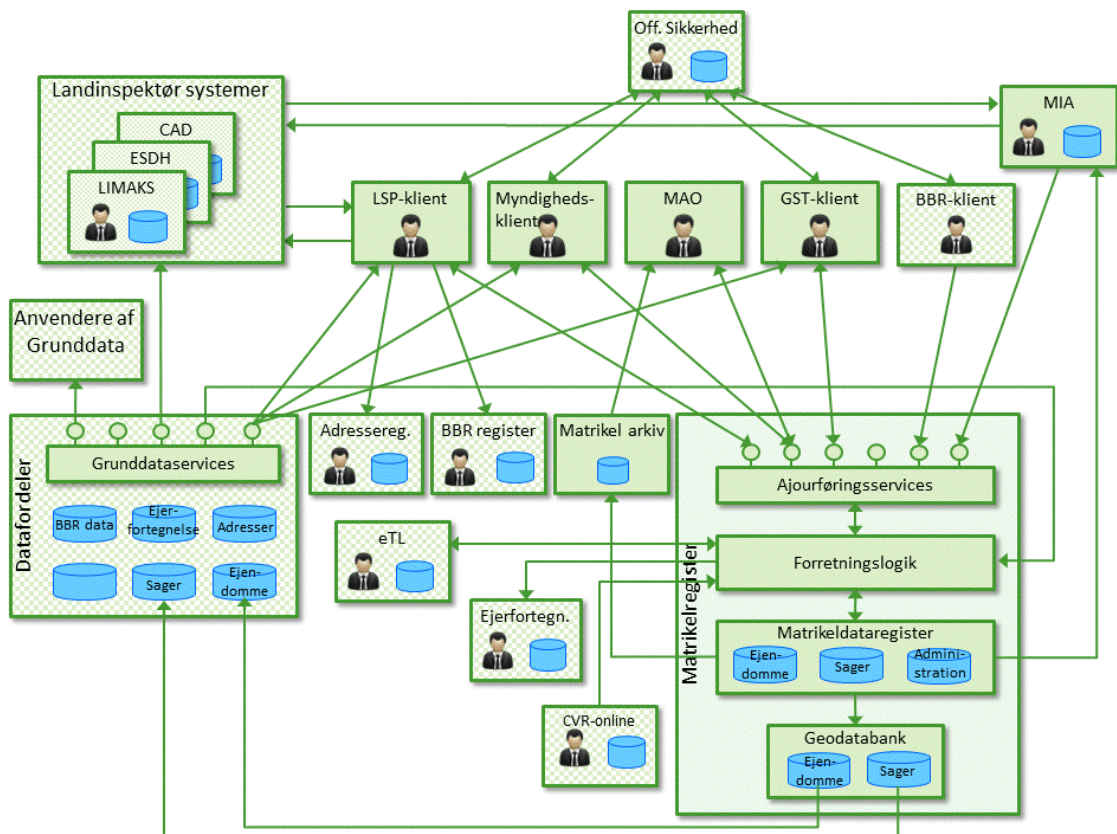 Off. Sikkerhed
Landinspektør systemer
CAD
ESDH
LIMAKS
MIA
LSP-klient
Myndigheds-
klient
MAO
GST-klient
BBR-klient
Anvendere af
Grunddata
Datafordeler
Grunddataservices
BBR data
Ejer-
fortegnelse
Adresser
Sager
Ejen-
domme
Adressereg.
BBR register
Matrikel arkiv
eTL
Ejerfortegn.
CVR-online
Matrikelregister
Ajourføringsservices
Forretningslogik
Matrikeldataregister
Ejen-
domme
Sager
Admini-
stration
Geodatabank
Ejen-
domme
Sager